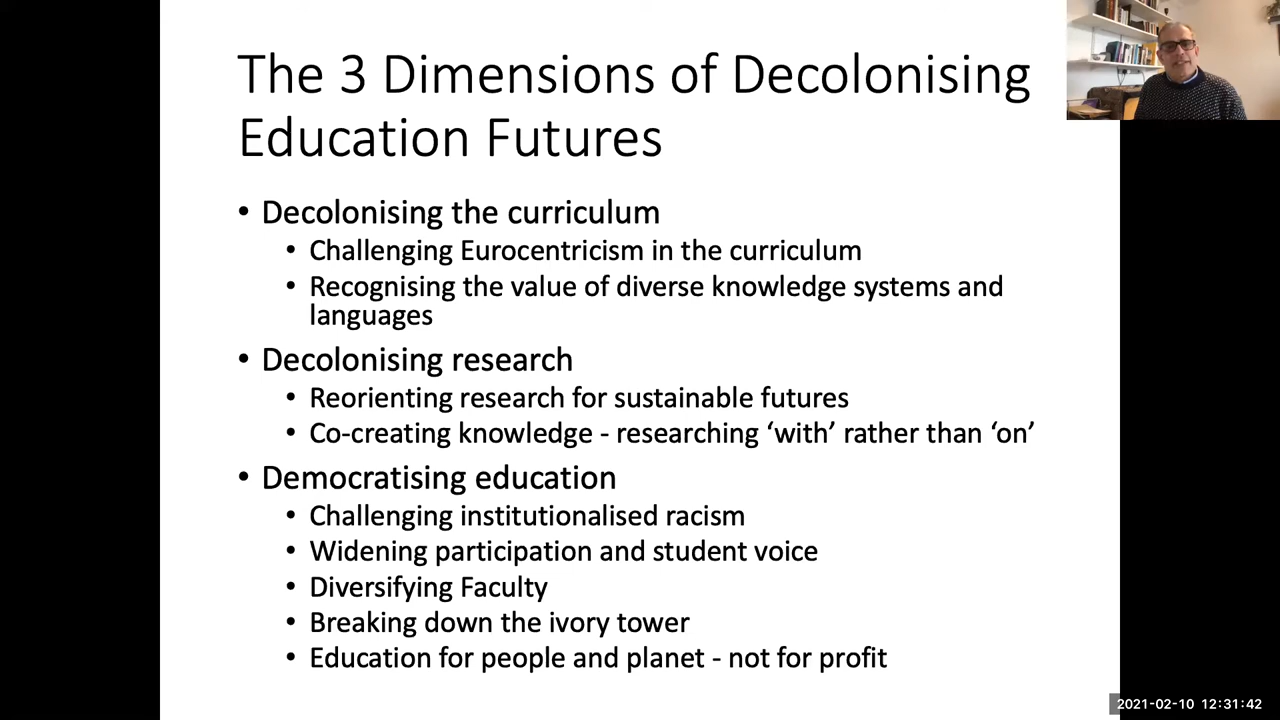 The 3 Dimensions of Decolonising
Education Futures
• Decolonising the curriculum
• Challenging Eurocentricism in the curriculum
• Recognising the value of diverse knowledge systems and
languages
• Decolonising research
• Reorienting research for sustainable futures
• Co-creating knowledge - researching ‘with’ rather than ‘on’
• Democratising education
• Challenging institutionalised racism
• Widening participation and student voice
• Diversifying Faculty
• Breaking down the ivory tower
• Education for people and planet - not for profit
2021-02-10 12:31:42